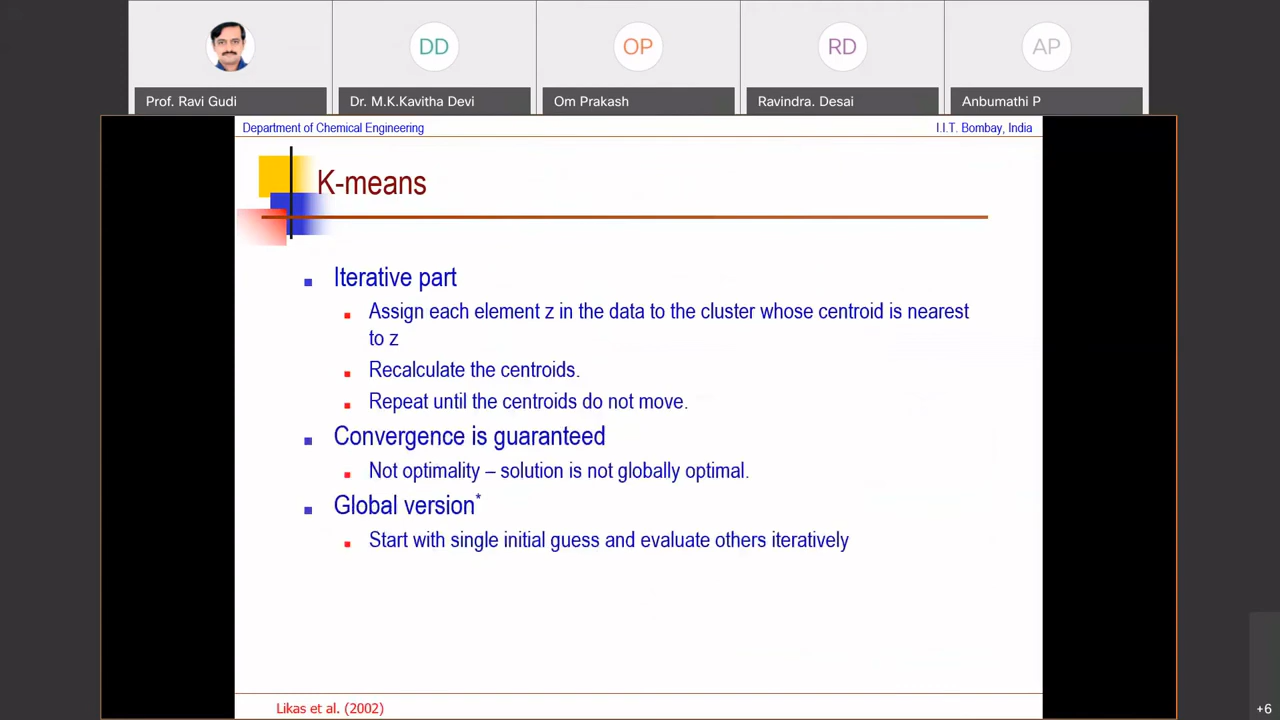 DD
OP
RD
AP
Prof. Ravi Gudi
Dr. M.K.Kavitha Devi
Om Prakash
Ravindra. Desai
Anbumathi P
Department of Chemical Engineering
I.I.T. Bombay, India
K-means
Iterative part
Assign each element z in the data to the cluster whose centroid is nearest
to z
Recalculate the centroids.
Repeat until the centroids do not move.
Convergence is guaranteed
Not optimality – solution is not globally optimal.
Global version*
Start with single initial guess and evaluate others iteratively
Likas et al. (2002)
+6